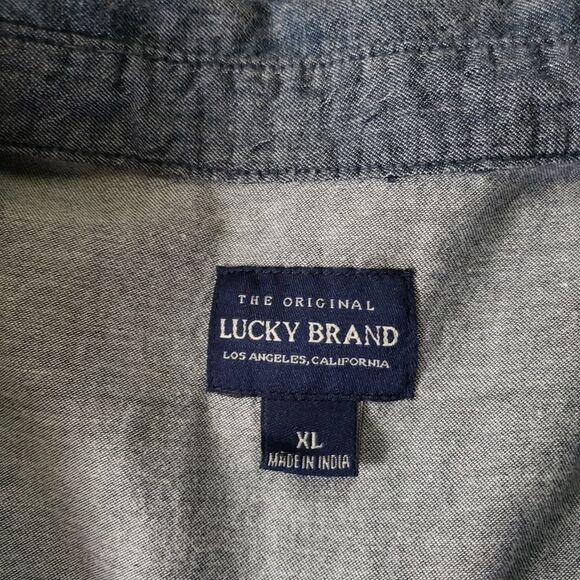 THE ORIGINAL
LUCKY BRAND
LOS ANGELES, CALIFORNIA
XL
MADE IN INDIA